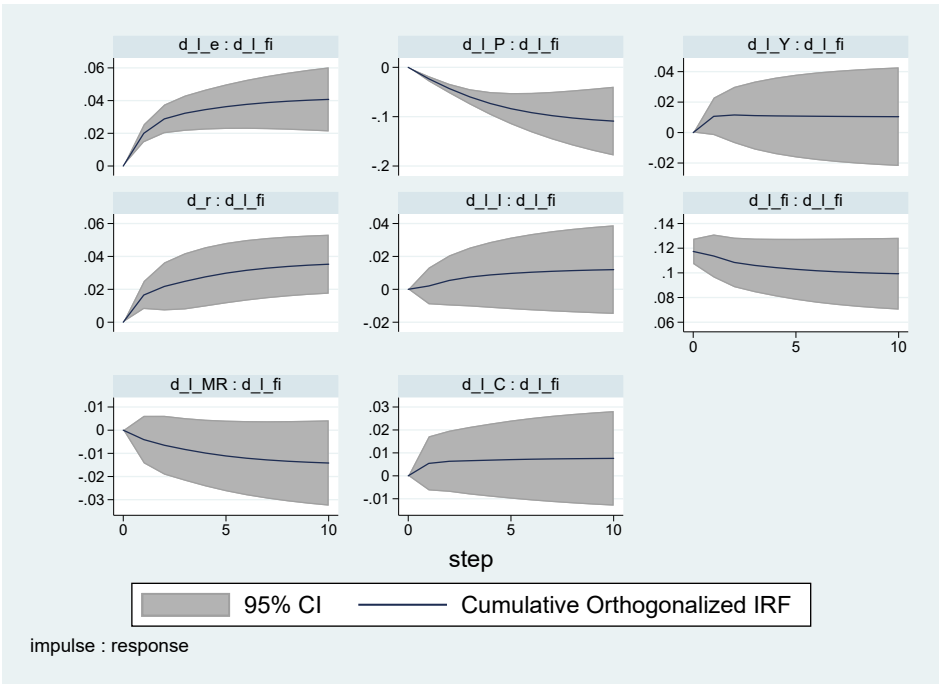 d_l_e : d_l_fi
.06
.04
.02
0
d_l_P : d_l_fi
0
-.1
-.2
d_l_Y : d_l_fi
.04
.02
0
-.02
d_r : d_l_fi
.06
.04
.02
0
d_l_I : d_l_fi
.04
.02
0
-.02
d_l_fi : d_l_fi
.14
.12
.1
.08
.06
0 5 10
d_l_MR : d_l_fi
.01
0
-.01
-.02
-.03
0 5 10
d_l_C : d_l_fi
.03
.02
.01
0
-.01
0 5 10
step
95% CI Cumulative Orthogonalized IRF
impulse : response